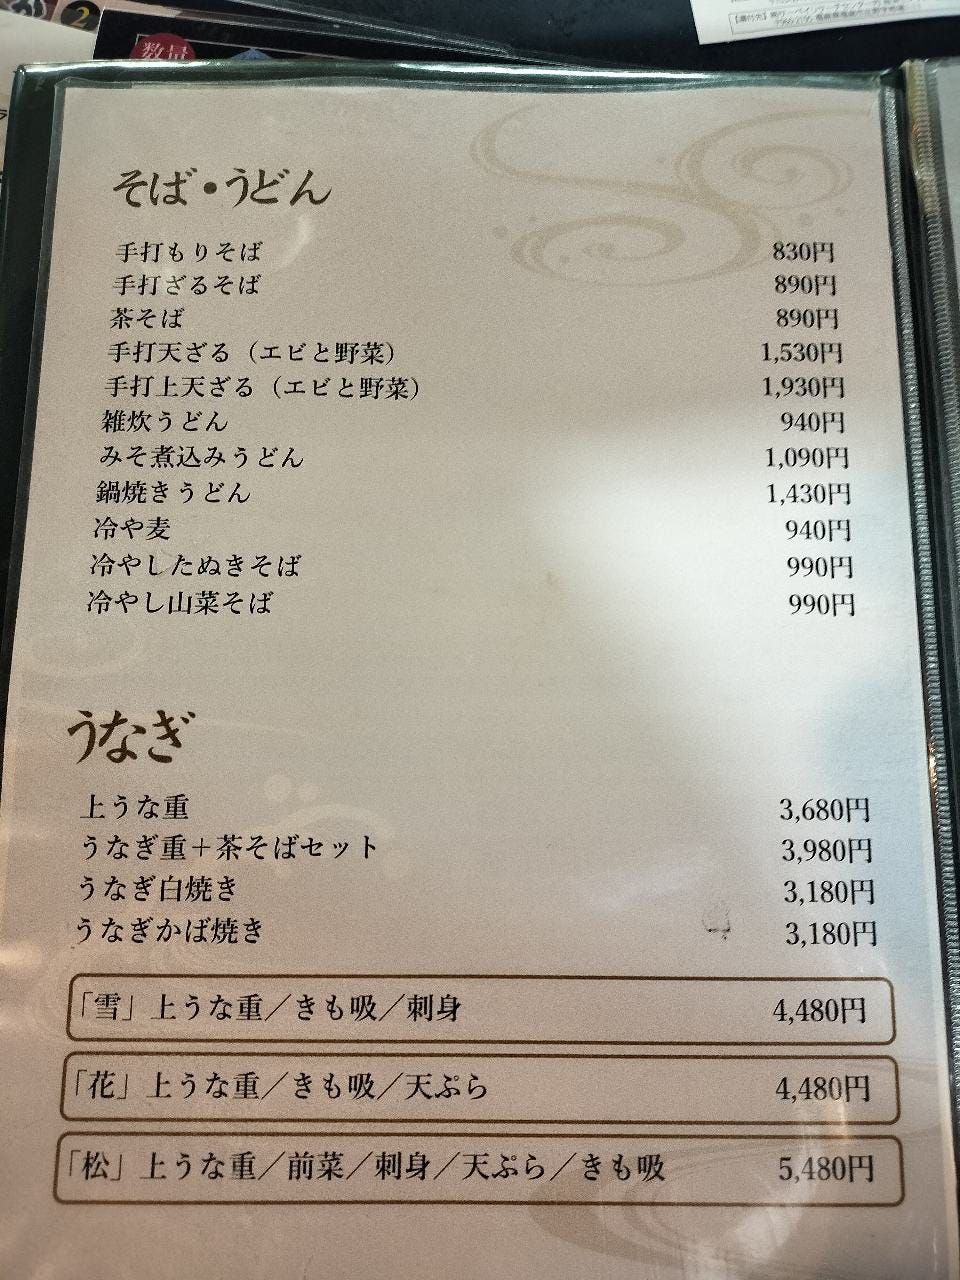 数量
2
そば・うどん
手打もりそば 830円
手打ざるそば 890円
茶そば 890円
手打天ざる（エビと野菜） 1,530円
手打上天ざる（エビと野菜） 1,930円
雑炊うどん 940円
みそ煮込みうどん 1,090円
鍋焼きうどん 1,430円
冷や麦 940円
冷やしたぬきそば 990円
冷やし山菜そば 990円
うなぎ
上うな重 3,680円
うなぎ重＋茶そばセット 3,980円
うなぎ白焼き 3,180円
うなぎかば焼き 3,180円
「雪」上うな重／きも吸／刺身 4,480円
「花」上うな重／きも吸／天ぷら 4,480円
「松」上うな重／前菜／刺身／天ぷら／きも吸 5,480円